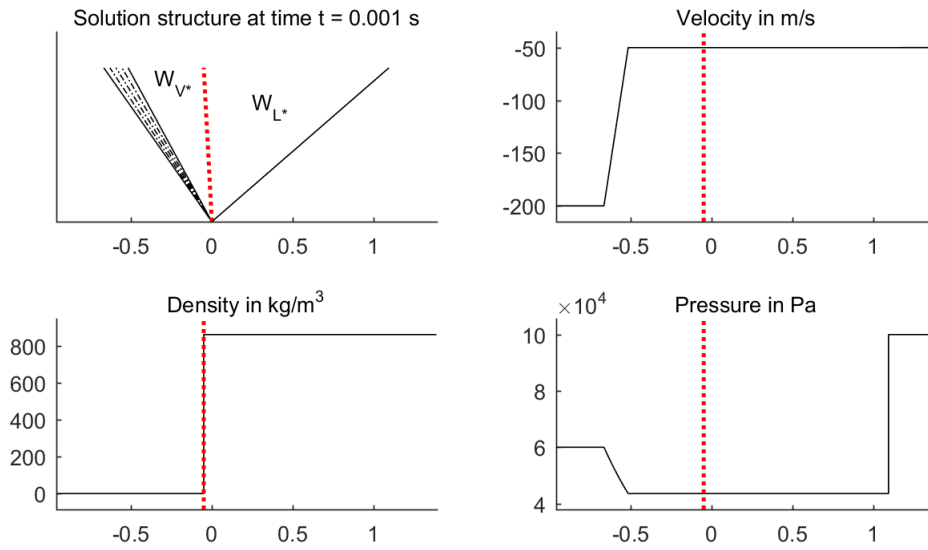 Solution structure at time t = 0.001 s
W_V*
W_L*
-0.5 0 0.5 1
Velocity in m/s
-50
-100
-150
-200
-0.5 0 0.5 1
Density in kg/m^3
800
600
400
200
0
-0.5 0 0.5 1
Pressure in Pa
×10^4
10
8
6
4
-0.5 0 0.5 1